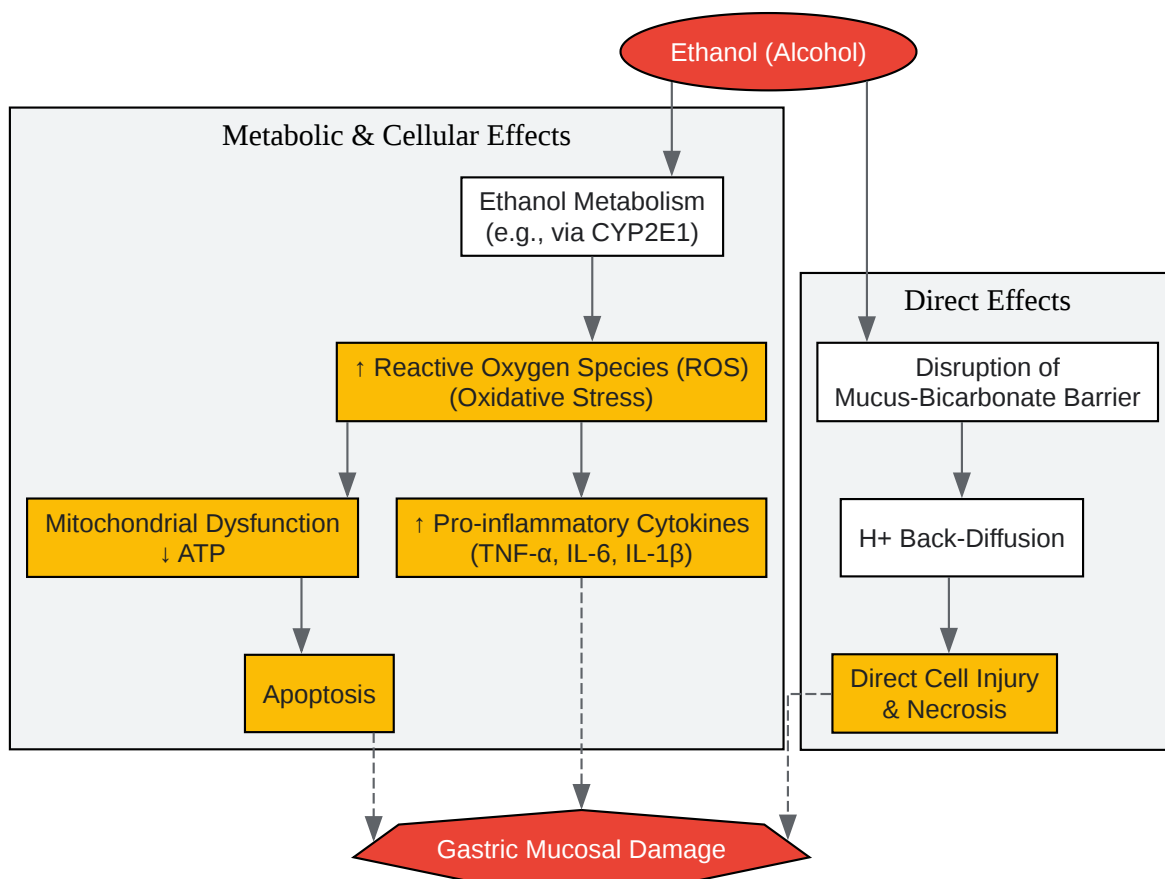 Ethanol (Alcohol)
Metabolic & Cellular Effects
Ethanol Metabolism
(e.g., via CYP2E1)
↑ Reactive Oxygen Species (ROS)
(Oxidative Stress)
Mitochondrial Dysfunction
↓ ATP
↑ Pro-inflammatory Cytokines
(TNF-α, IL-6, IL-1β)
Apoptosis
Direct Effects
Disruption of
Mucus-Bicarbonate Barrier
H+ Back-Diffusion
Direct Cell Injury
& Necrosis
Gastric Mucosal Damage